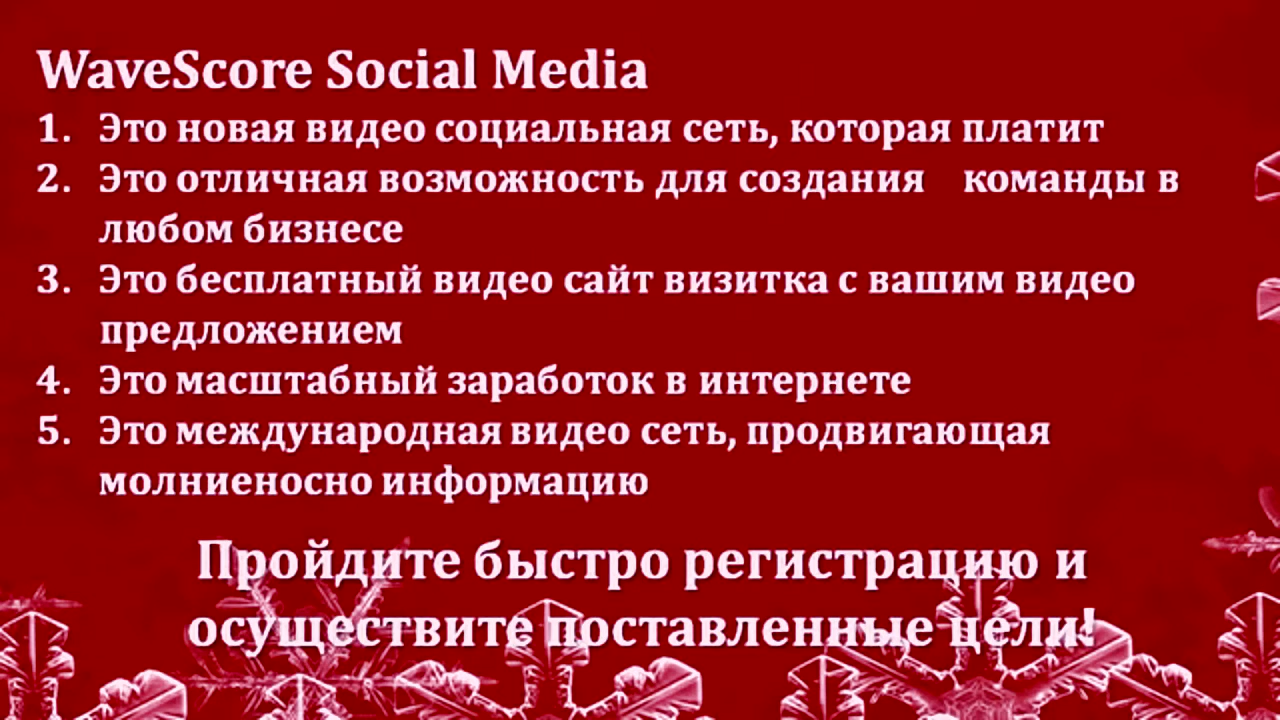 WaveScore Social Media
1. Это новая видео социальная сеть, которая платит
2. Это отличная возможность для создания команды в
любом бизнесе
3. Это бесплатный видео сайт визитка с вашим видео
предложением
4. Это масштабный заработок в интернете
5. Это международная видео сеть, продвигающая
молниеносно информацию
Пройдите быстро регистрацию и
осуществите поставленные цели!